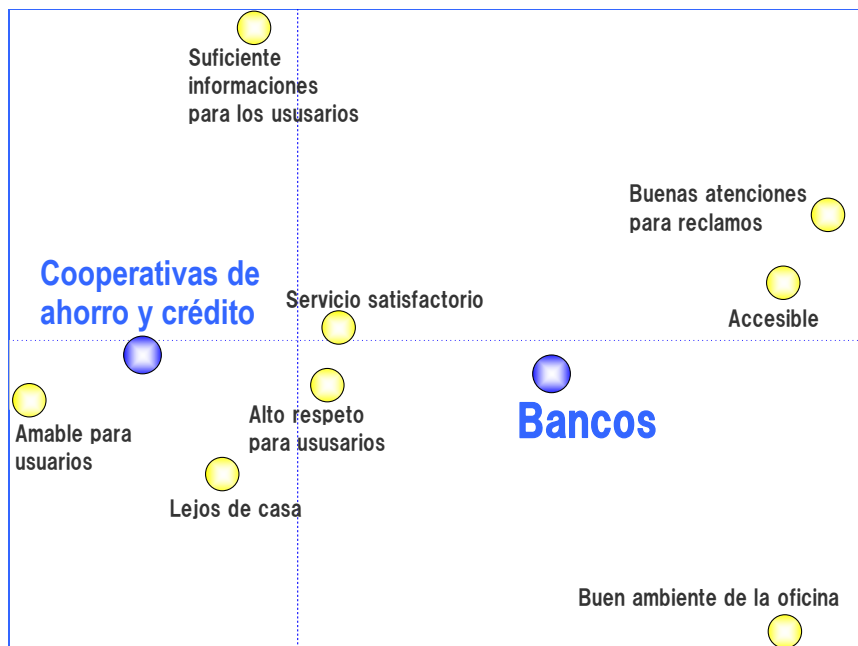 Suficiente
informaciones
para los ususarios
Buenas atenciones
para reclamos
Cooperativas de
ahorro y crédito
Servicio satisfactorio
Accesible
Amable para
usuarios
Alto respeto
para ususarios
Bancos
Lejos de casa
Buen ambiente de la oficina